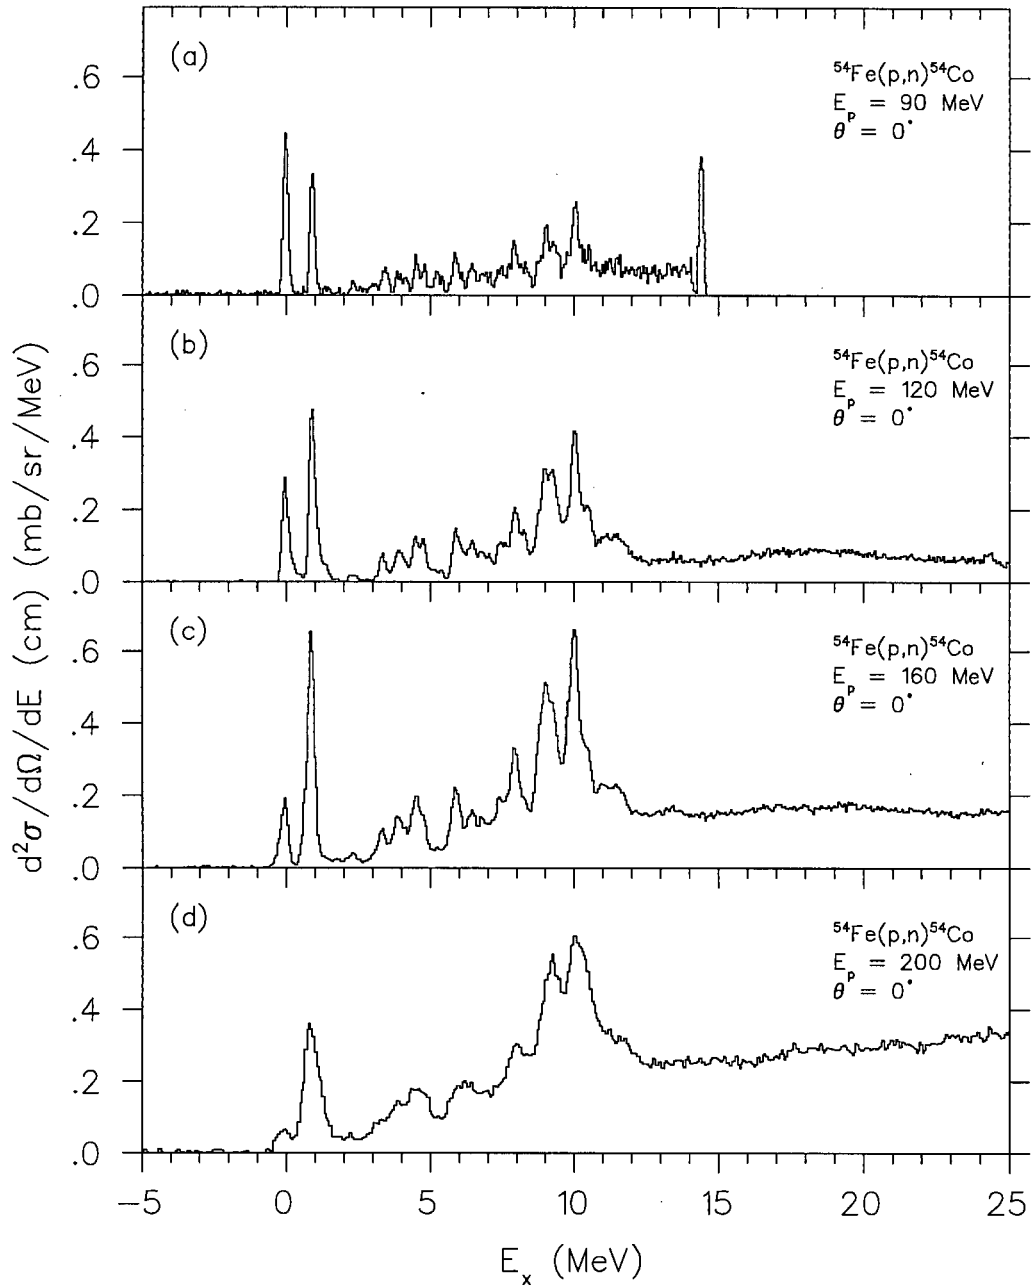 (a)
⁵⁴Fe(p,n)⁵⁴Co
E_p = 90 MeV
θ = 0°
.6
.4
.2
.0
(b)
⁵⁴Fe(p,n)⁵⁴Co
E_p = 120 MeV
θ = 0°
.6
.4
.2
.0
(c)
⁵⁴Fe(p,n)⁵⁴Co
E_p = 160 MeV
θ = 0°
.6
.4
.2
.0
(d)
⁵⁴Fe(p,n)⁵⁴Co
E_p = 200 MeV
θ = 0°
.6
.4
.2
.0
d²σ/dΩ/dE (cm) (mb/sr/MeV)
−5 0 5 10 15 20 25
E_x (MeV)